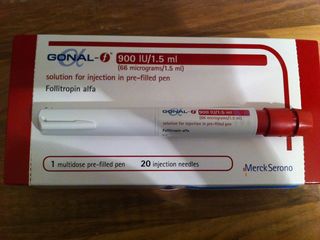 GONAL-f 900 IU/1.5 ml
(66 micrograms/1.5 ml)
solution for injection in pre-filled pen
Follitropin alfa
GONAL-f 900 IU/1.5 ml
(66 micrograms/1.5 ml)
solution for injection in pre-filled pen
Follitropin alfa
1 multidose pre-filled pen
20 injection needles
Merck Serono